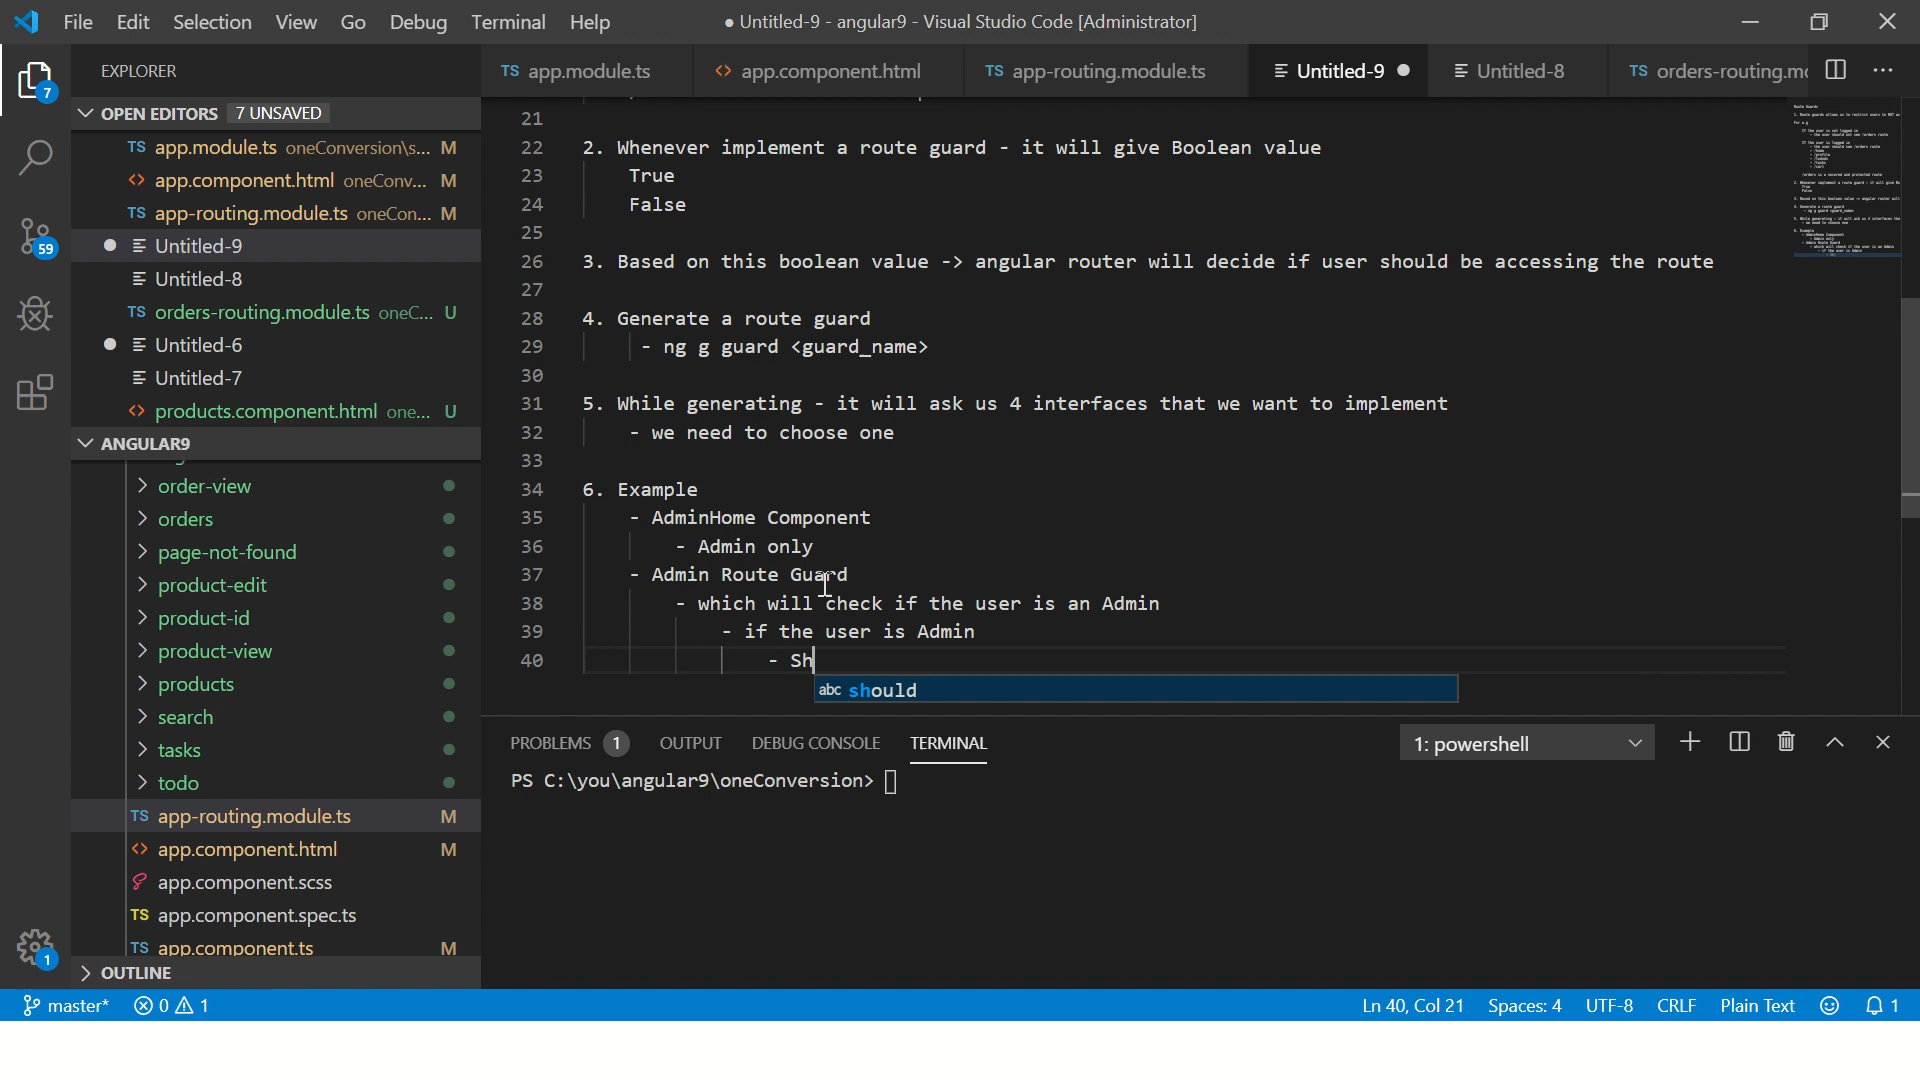 File Edit Selection View Go Debug Terminal Help
● Untitled-9 - angular9 - Visual Studio Code [Administrator]
EXPLORER
TS app.module.ts
<> app.component.html
TS app-routing.module.ts
Untitled-9
Untitled-8
TS orders-routing.mo
OPEN EDITORS 7 UNSAVED
TS app.module.ts oneConversion\s... M
<> app.component.html oneConv... M
TS app-routing.module.ts oneCon... M
Untitled-9
Untitled-8
TS orders-routing.module.ts oneC... U
Untitled-6
Untitled-7
<> products.component.html one... U
ANGULAR9
order-view
orders
page-not-found
product-edit
product-id
product-view
products
search
tasks
todo
TS app-routing.module.ts M
<> app.component.html M
app.component.scss
TS app.component.spec.ts
TS app.component.ts M
OUTLINE
7
59
1
21
22 2. Whenever implement a route guard - it will give Boolean value
23 True
24 False
25
26 3. Based on this boolean value -> angular router will decide if user should be accessing the route
27
28 4. Generate a route guard
29 - ng g guard <guard_name>
30
31 5. While generating - it will ask us 4 interfaces that we want to implement
32 - we need to choose one
33
34 6. Example
35 - AdminHome Component
36 - Admin only
37 - Admin Route Guard
38 - which will check if the user is an Admin
39 - if the user is Admin
40 - Sh
abc should
PROBLEMS 1 OUTPUT DEBUG CONSOLE TERMINAL
1: powershell
PS C:\you\angular9\oneConversion>
master* 0 1
Ln 40, Col 21 Spaces: 4 UTF-8 CRLF Plain Text 1